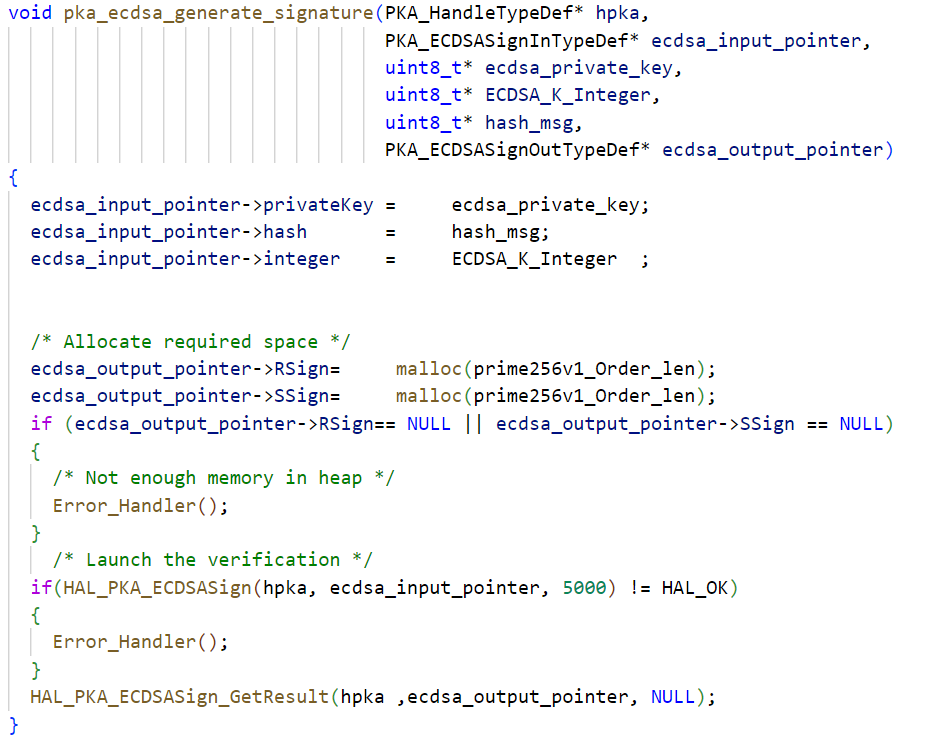 void pka_ecdsa_generate_signature(PKA_HandleTypeDef* hpka,
                                  PKA_ECDSASignInTypeDef* ecdsa_input_pointer,
                                  uint8_t* ecdsa_private_key,
                                  uint8_t* ECDSA_K_Integer,
                                  uint8_t* hash_msg,
                                  PKA_ECDSASignOutTypeDef* ecdsa_output_pointer)
{
  ecdsa_input_pointer->privateKey =     ecdsa_private_key;
  ecdsa_input_pointer->hash       =     hash_msg;
  ecdsa_input_pointer->integer    =     ECDSA_K_Integer  ;
  /* Allocate required space */
  ecdsa_output_pointer->RSign=     malloc(prime256v1_Order_len);
  ecdsa_output_pointer->SSign=     malloc(prime256v1_Order_len);
  if (ecdsa_output_pointer->RSign== NULL || ecdsa_output_pointer->SSign == NULL)
  {
    /* Not enough memory in heap */
    Error_Handler();
  }
    /* Launch the verification */
  if(HAL_PKA_ECDSASign(hpka, ecdsa_input_pointer, 5000) != HAL_OK)
  {
    Error_Handler();
  }
  HAL_PKA_ECDSASign_GetResult(hpka ,ecdsa_output_pointer, NULL);
}